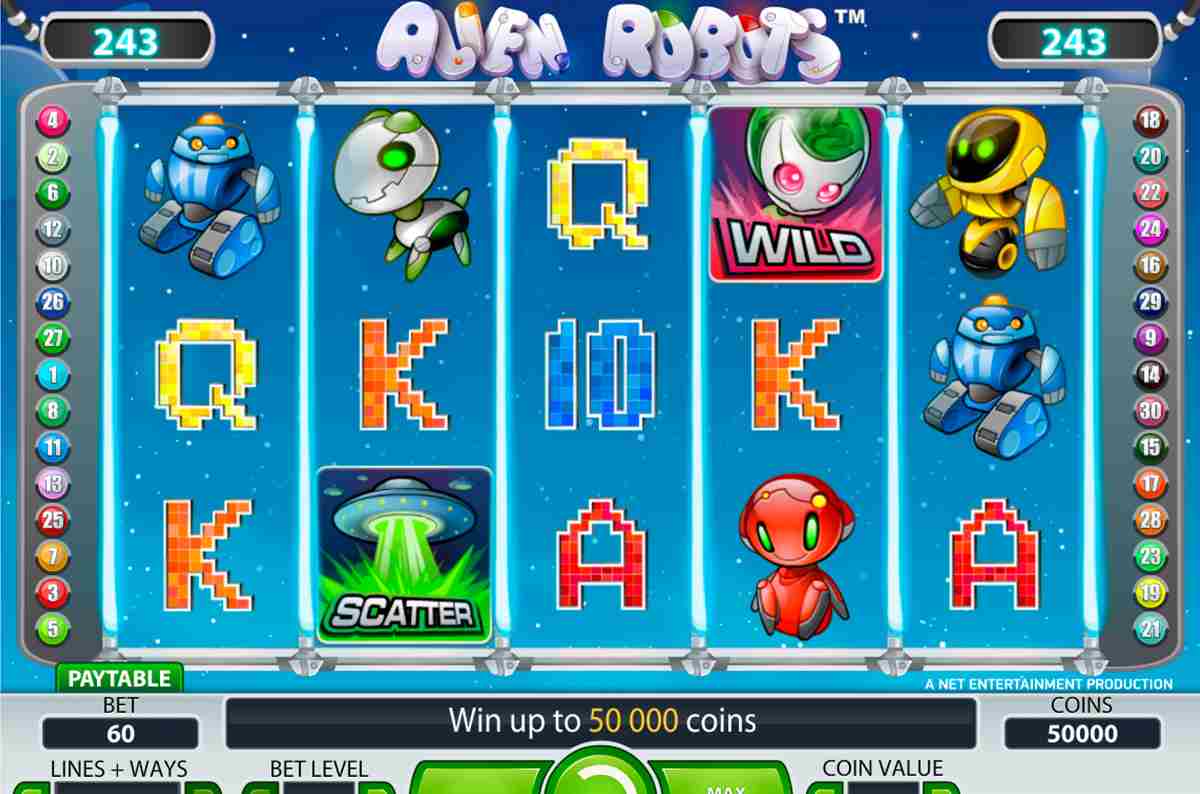 ALIEN ROBOTS™
243
243
4
18
2
20
6
22
12
24
10
16
26
29
27
9
1
14
8
30
11
15
13
17
25
28
7
23
3
19
5
21
Q
WILD
Q
K
10
K
K
SCATTER
A
A
PAYTABLE
A NET ENTERTAINMENT PRODUCTION
BET
60
Win up to 50 000 coins
COINS
50000
LINES + WAYS
BET LEVEL
MAX
COIN VALUE